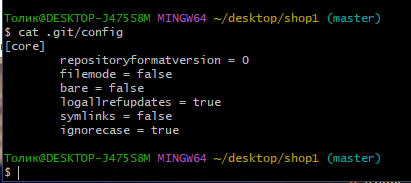 Толик@DESKTOP-J475S8M MINGW64 ~/desktop/shop1 (master)
$ cat .git/config
[core]
        repositoryformatversion = 0
        filemode = false
        bare = false
        logallrefupdates = true
        symlinks = false
        ignorecase = true

Толик@DESKTOP-J475S8M MINGW64 ~/desktop/shop1 (master)
$